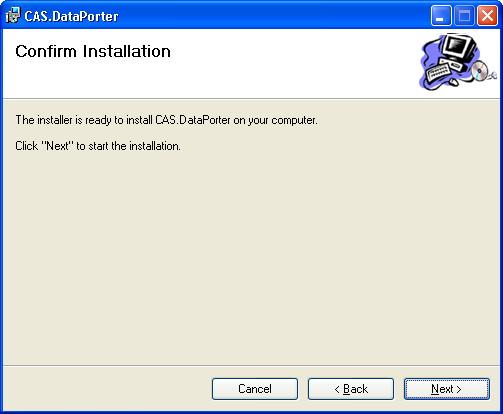 CAS.DataPorter
Confirm Installation
The installer is ready to install CAS.DataPorter on your computer.
Click "Next" to start the installation.
Cancel
< Back
Next >